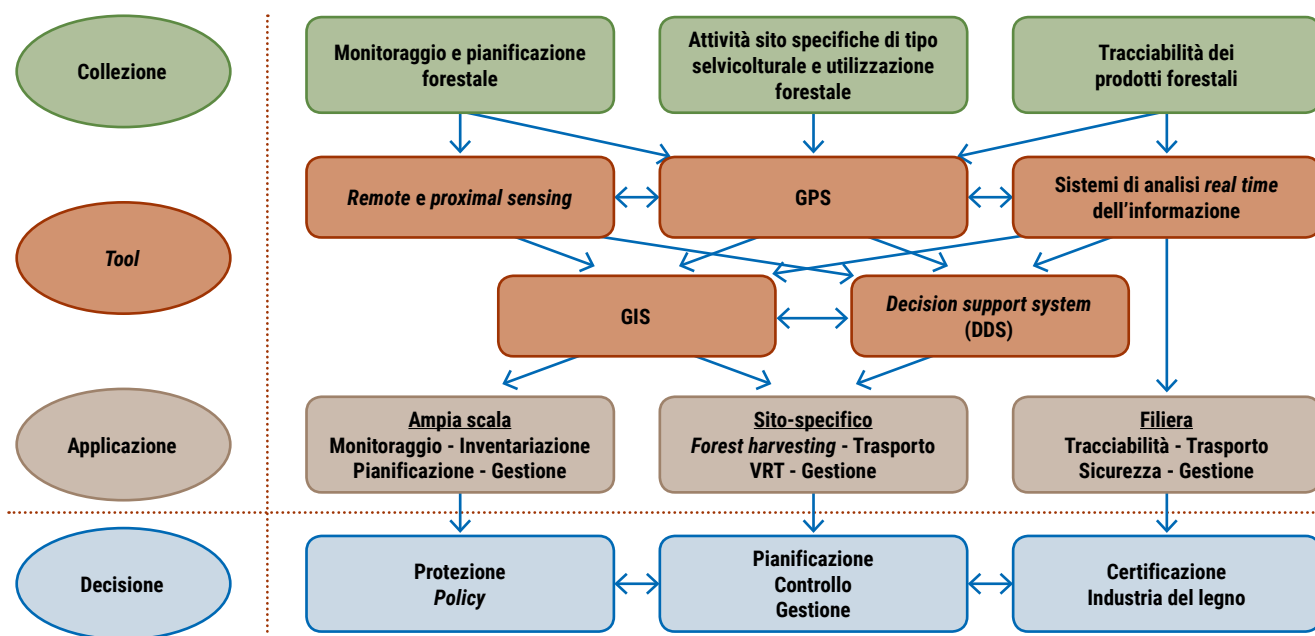 Collezione
Monitoraggio e pianificazione
forestale
Attività sito specifiche di tipo
selvicolturale e utilizzazione
forestale
Tracciabilità dei
prodotti forestali
Tool
Remote e proximal sensing
GPS
Sistemi di analisi real time
dell'informazione
GIS
Decision support system
(DDS)
Applicazione
Ampia scala
Monitoraggio - Inventariazione
Pianificazione - Gestione
Sito-specifico
Forest harvesting - Trasporto
VRT - Gestione
Filiera
Tracciabilità - Trasporto
Sicurezza - Gestione
Decisione
Protezione
Policy
Pianificazione
Controllo
Gestione
Certificazione
Industria del legno